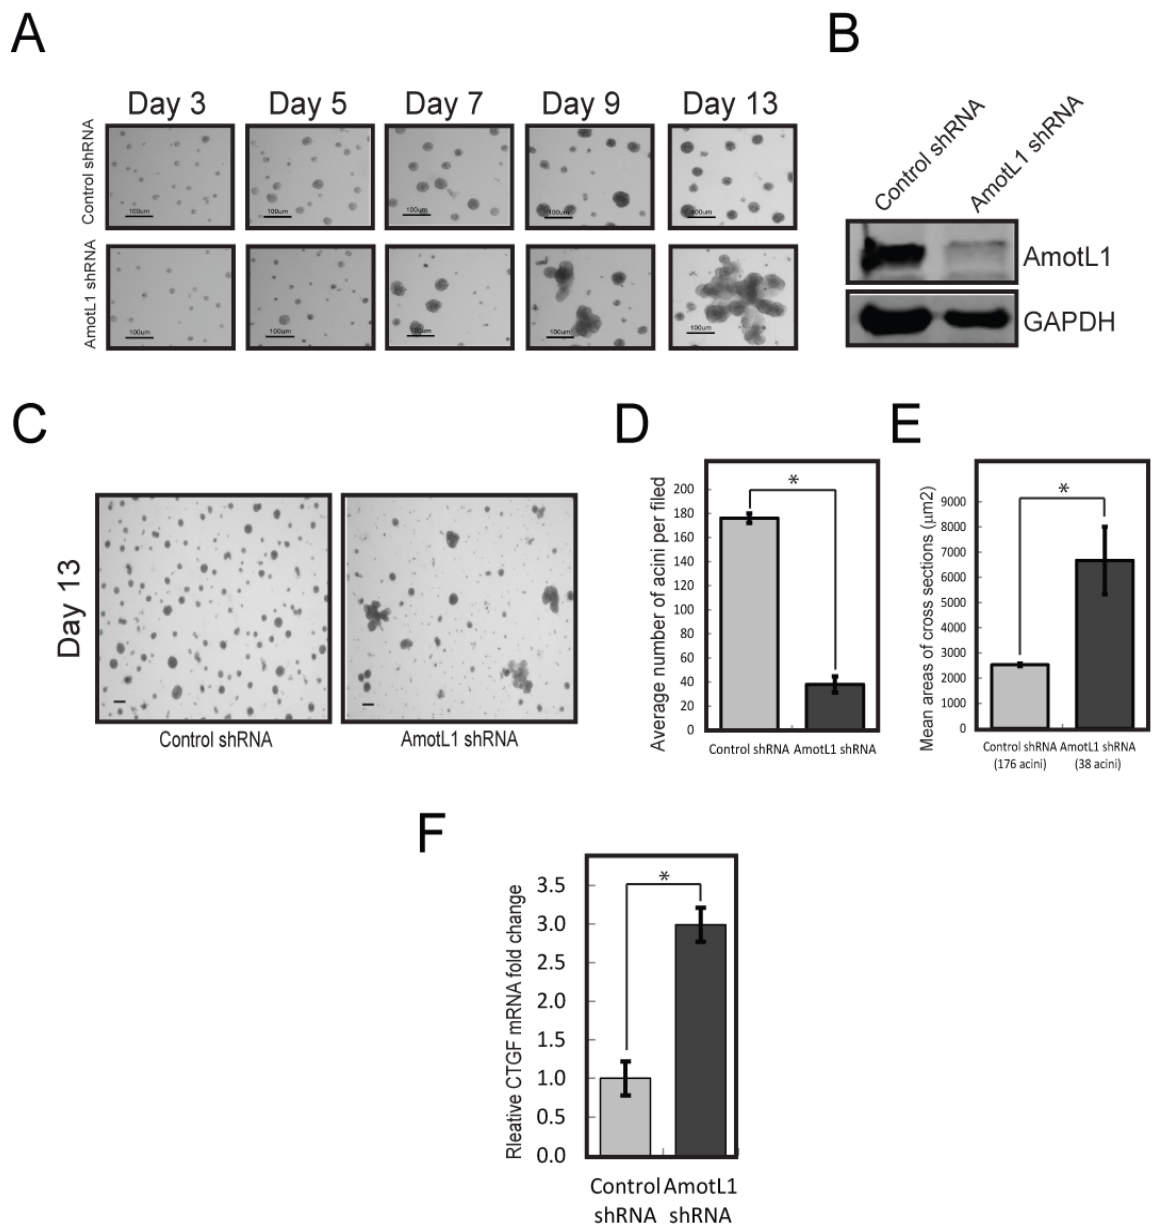 A
B
Day 3 Day 5 Day 7 Day 9 Day 13
Control shRNA
100um 100um 100um 100um 100um
AmotL1 shRNA
100um 100um 100um 100um 100um
Control shRNA
AmotL1 shRNA
AmotL1
GAPDH
C
Day 13
Control shRNA
AmotL1 shRNA
D
Average number of acini per filed
200
180
160
140
120
100
80
60
40
20
0
*
Control shRNA AmotL1 shRNA
E
Mean areas of cross sections (μm2)
9000
8000
7000
6000
5000
4000
3000
2000
1000
0
*
Control shRNA AmotL1 shRNA
(176 acini) (38 acini)
F
Rleative CTGF mRNA fold change
3.5
3.0
2.5
2.0
1.5
1.0
0.5
0.0
*
Control AmotL1
shRNA shRNA